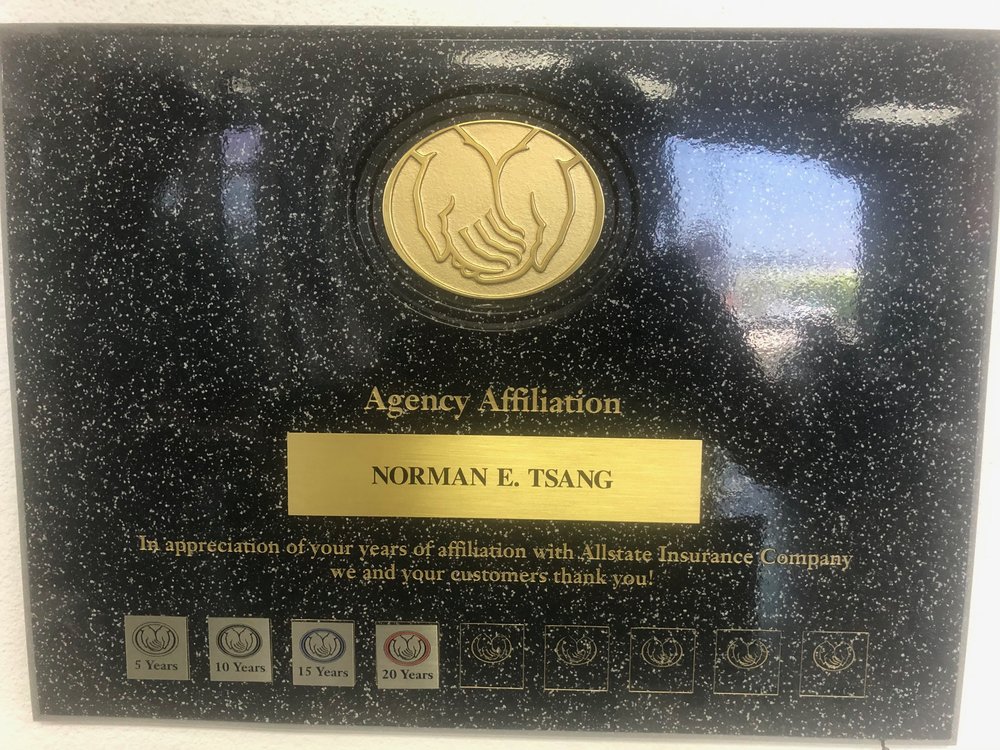 Agency Affiliation
NORMAN E. TSANG
In appreciation of your years of affiliation with Allstate Insurance Company
we and your customers thank you!
5 Years 10 Years 15 Years 20 Years